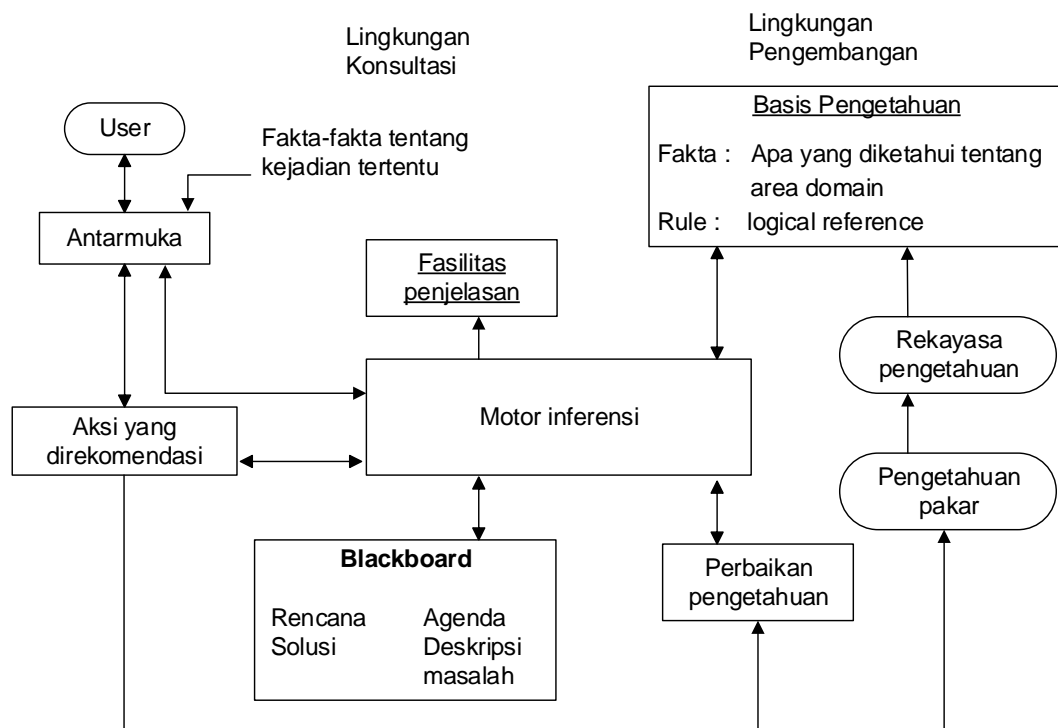 Lingkungan
Konsultasi
Lingkungan
Pengembangan
User
Fakta-fakta tentang
kejadian tertentu
Antarmuka
Basis Pengetahuan
Fakta : Apa yang diketahui tentang
area domain
Rule : logical reference
Fasilitas
penjelasan
Rekayasa
pengetahuan
Motor inferensi
Aksi yang
direkomendasi
Pengetahuan
pakar
Blackboard
Rencana Agenda
Solusi Deskripsi
masalah
Perbaikan
pengetahuan